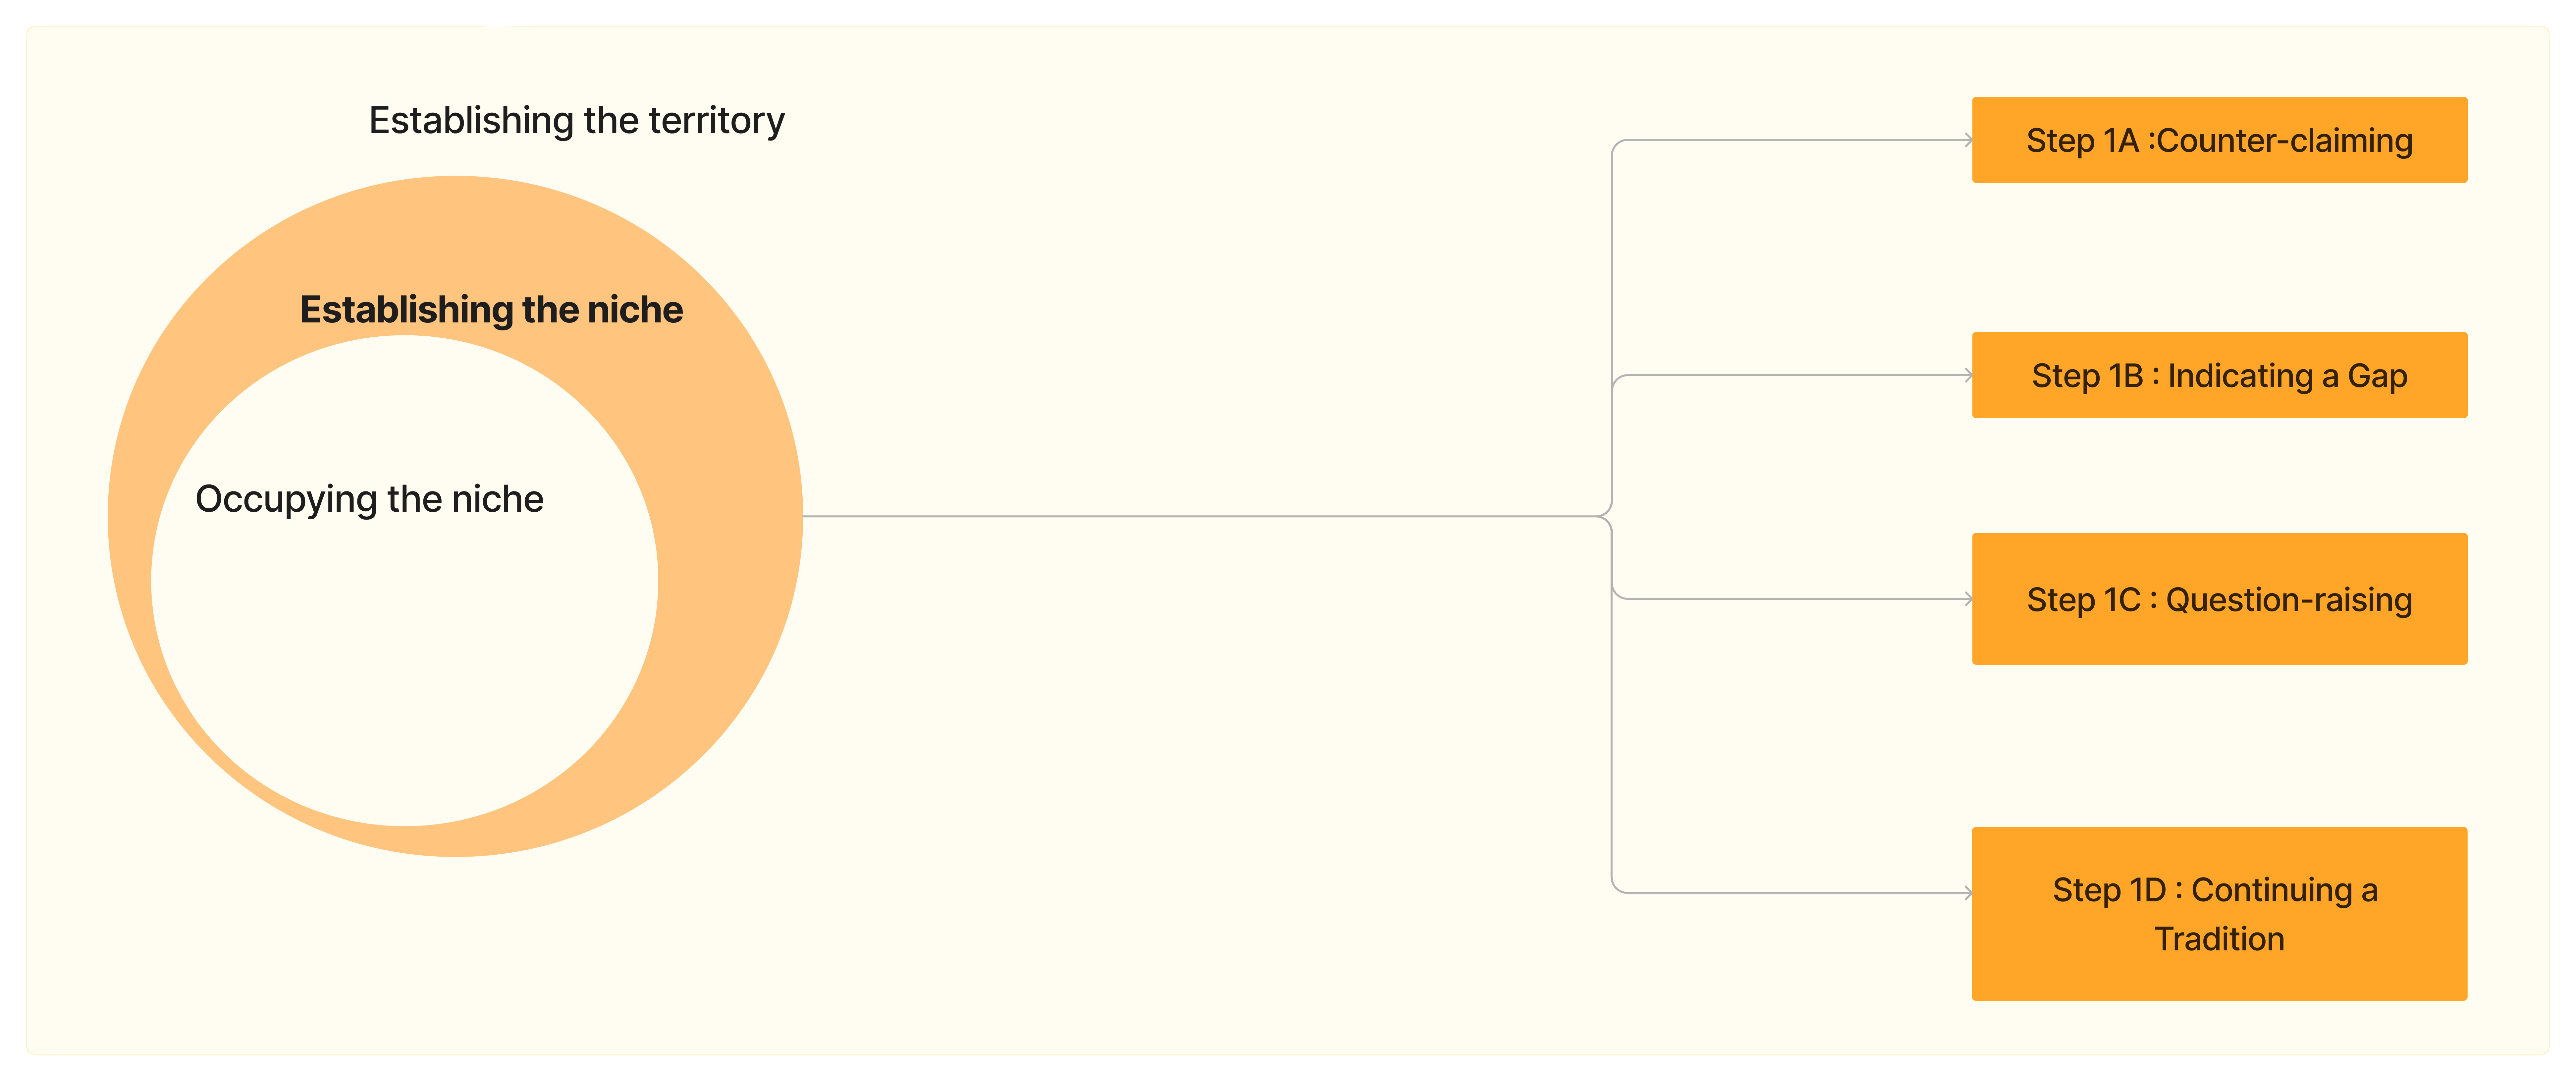 Establishing the territory
Establishing the niche
Occupying the niche
Step 1A :Counter-claiming
Step 1B : Indicating a Gap
Step 1C : Question-raising
Step 1D : Continuing a
Tradition